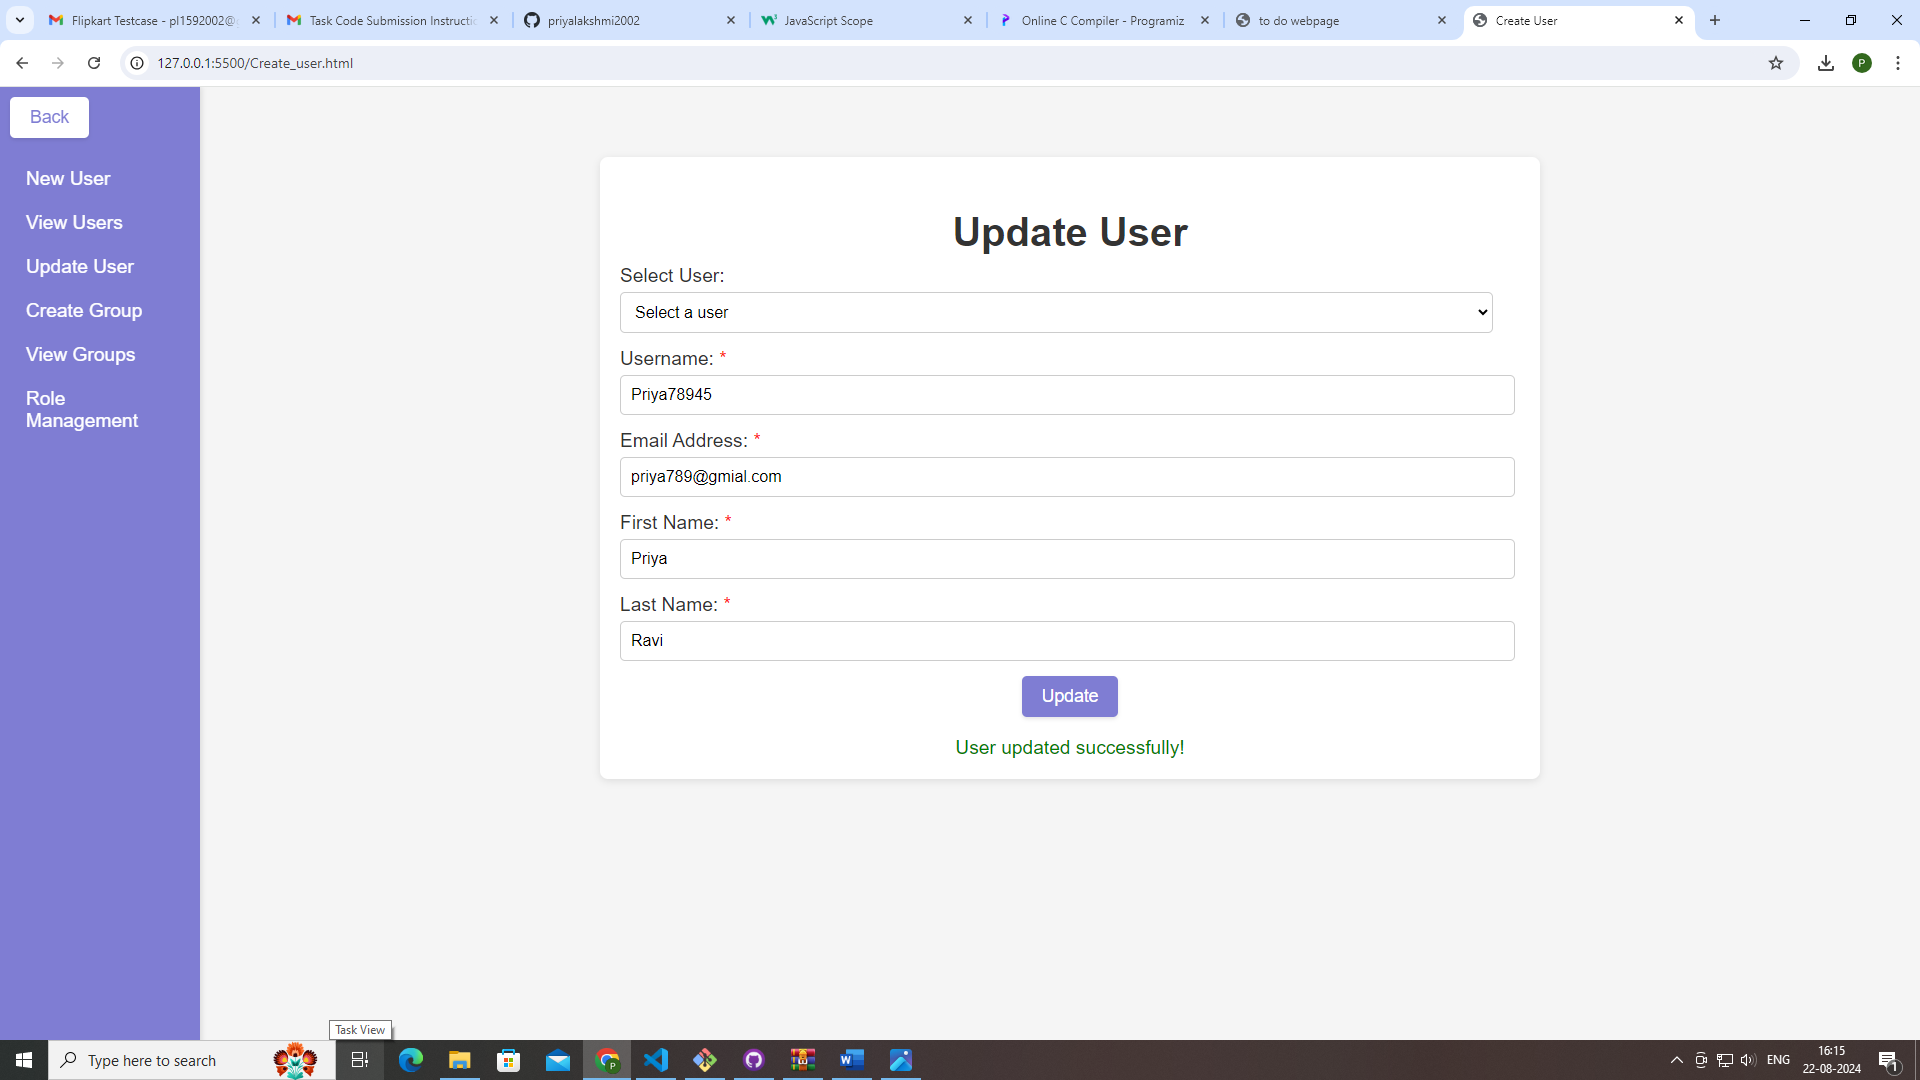 Flipkart Testcase - pl1592002@g
Task Code Submission Instructio
priyalakshmi2002
JavaScript Scope
Online C Compiler - Programiz
to do webpage
Create User
127.0.0.1:5500/Create_user.html
P
Back
New User
View Users
Update User
Create Group
View Groups
Role
Management
Update User
Select User:
Select a user
Username: *
Priya78945
Email Address: *
priya789@gmial.com
First Name: *
Priya
Last Name: *
Ravi
Update
User updated successfully!
Task View
Type here to search
P
W
ENG
16:15
22-08-2024
1